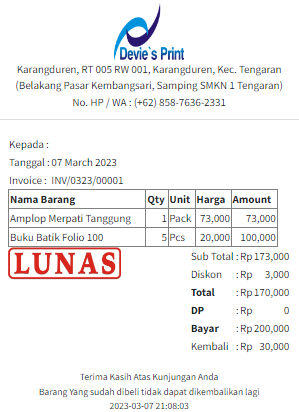 Devie`s Print
Karangduren, RT 005 RW 001, Karangduren, Kec. Tengaran
(Belakang Pasar Kembangsari, Samping SMKN 1 Tengaran)
No. HP / WA : (+62) 858-7636-2331
Kepada :
Tanggal : 07 March 2023
Invoice : INV/0323/00001
Nama Barang Qty Unit Harga Amount
Amplop Merpati Tanggung 1 Pack 73,000 73,000
Buku Batik Folio 100 5 Pcs 20,000 100,000
LUNAS
Sub Total : Rp 173,000
Diskon : Rp 3,000
Total : Rp 170,000
DP : Rp 0
Bayar : Rp 200,000
Kembali : Rp 30,000
Terima Kasih Atas Kunjungan Anda
Barang Yang sudah dibeli tidak dapat dikembalikan lagi
2023-03-07 21:08:03